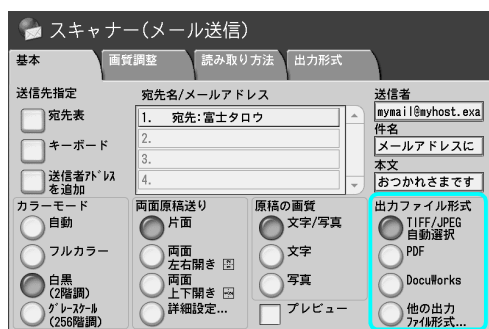 スキャナー(メール送信)
基本
画質調整
読み取り方法
出力形式
送信先指定
宛先表
キーボード
送信者ｱﾄﾞﾚｽ
を追加
宛先名/メールアドレス
1. 宛先:富士タロウ
2.
3.
4.
送信者
mymail@myhost.exa
件名
メールアドレスに
本文
おつかれさまです
カラーモード
自動
フルカラー
白黒
(2階調)
ｸﾞﾚｰｽｹｰﾙ
(256階調)
両面原稿送り
片面
両面
左右開き
両面
上下開き
詳細設定...
原稿の画質
文字/写真
文字
写真
プレビュー
出力ファイル形式
TIFF/JPEG
自動選択
PDF
DocuWorks
他の出力
ﾌｧｲﾙ形式...